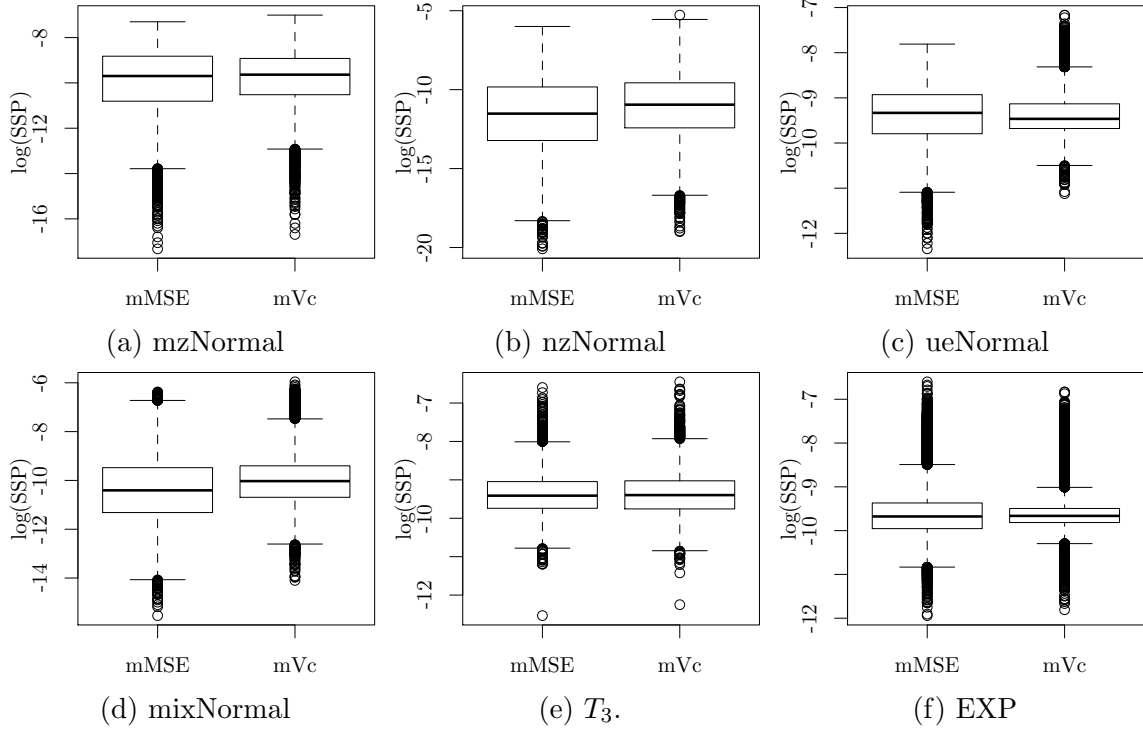 -8
-12
-16
log(SSP)
mMSE
mVc
(a) mzNormal
-5
-10
-15
-20
log(SSP)
mMSE
mVc
(b) nzNormal
-7
-8
-9
-10
-12
log(SSP)
mMSE
mVc
(c) ueNormal
-6
-8
-10
-12
-14
log(SSP)
mMSE
mVc
(d) mixNormal
-7
-8
-10
-12
log(SSP)
mMSE
mVc
(e) T₃.
-7
-8
-9
-10
-12
log(SSP)
mMSE
mVc
(f) EXP